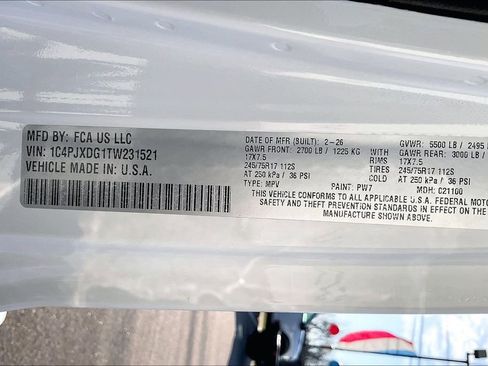 MFD BY: FCA US LLC
VIN: 1C4PJXDG1TW231521
VEHICLE MADE IN: U.S.A.
DATE OF MFR (BUILT): 2-26
GAWR FRONT: 2700 LB / 1225 KG WITH
17X7.5 RIMS
245/75R17 112S TIRES
AT 250 kPa / 36 PSI AT
TYPE: MPV PAINT: PW7
GVWR: 5500 LB / 2495
GAWR REAR: 3000 LB /
17X7.5
245/75R17 112S
AT 250 kPa / 36 PSI
MDH: 021100
THIS VEHICLE CONFORMS TO ALL APPLICABLE U.S.A. FEDERAL MOTOR
SAFETY AND THEFT PREVENTION STANDARDS IN EFFECT ON THE
MANUFACTURE SHOWN ABOVE.